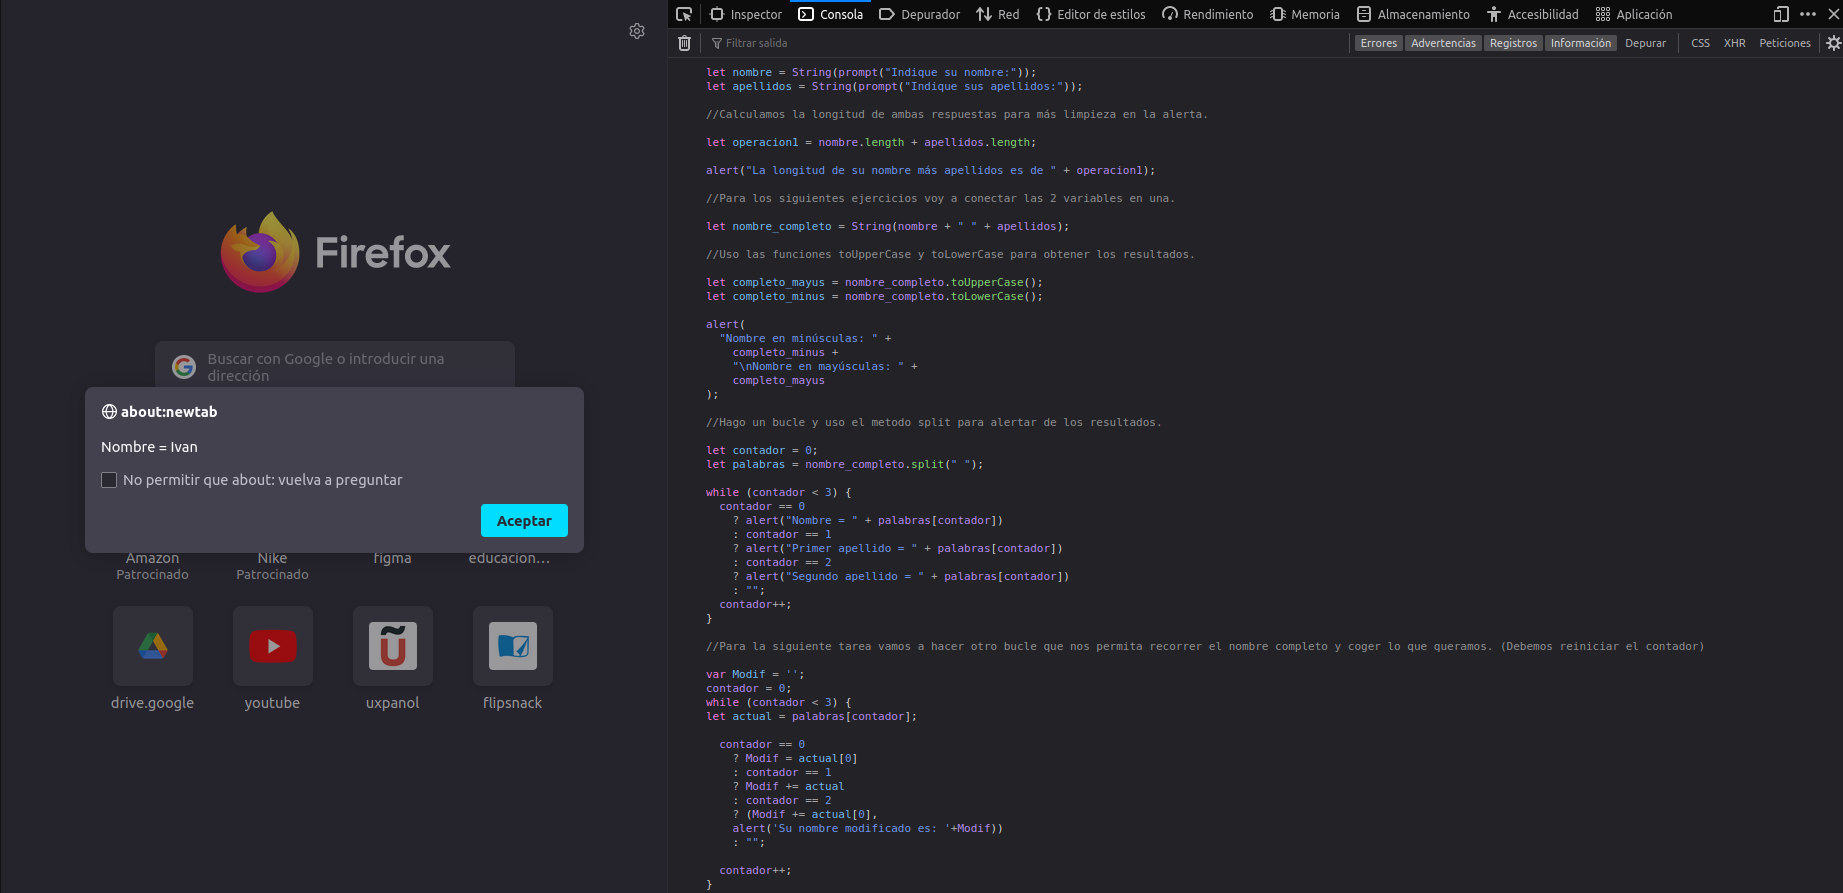 Inspector Consola Depurador Red Editor de estilos Rendimiento Memoria Almacenamiento Accesibilidad Aplicación
Filtrar salida Errores Advertencias Registros Información Depurar CSS XHR Peticiones
Firefox
Buscar con Google o introducir una
dirección
about:newtab
Nombre = Ivan
No permitir que about: vuelva a preguntar
Aceptar
Amazon
Patrocinado
Nike
Patrocinado
figma
educacion…
drive.google
youtube
uxpanol
flipsnack
let nombre = String(prompt("Indique su nombre:"));
let apellidos = String(prompt("Indique sus apellidos:"));
//Calculamos la longitud de ambas respuestas para más limpieza en la alerta.
let operacion1 = nombre.length + apellidos.length;
alert("La longitud de su nombre más apellidos es de " + operacion1);
//Para los siguientes ejercicios voy a conectar las 2 variables en una.
let nombre_completo = String(nombre + " " + apellidos);
//Uso las funciones toUpperCase y toLowerCase para obtener los resultados.
let completo_mayus = nombre_completo.toUpperCase();
let completo_minus = nombre_completo.toLowerCase();
alert(
"Nombre en minúsculas: " +
completo_minus +
"\nNombre en mayúsculas: " +
completo_mayus
);
//Hago un bucle y uso el metodo split para alertar de los resultados.
let contador = 0;
let palabras = nombre_completo.split(" ");
while (contador < 3) {
contador == 0
? alert("Nombre = " + palabras[contador])
: contador == 1
? alert("Primer apellido = " + palabras[contador])
: contador == 2
? alert("Segundo apellido = " + palabras[contador])
: "";
contador++;
}
//Para la siguiente tarea vamos a hacer otro bucle que nos permita recorrer el nombre completo y coger lo que queramos. (Debemos reiniciar el contador)
var Modif = '';
contador = 0;
while (contador < 3) {
let actual = palabras[contador];
contador == 0
? Modif = actual[0]
: contador == 1
? Modif += actual
: contador == 2
? (Modif += actual[0],
alert('Su nombre modificado es: '+Modif))
: "";
contador++;
}